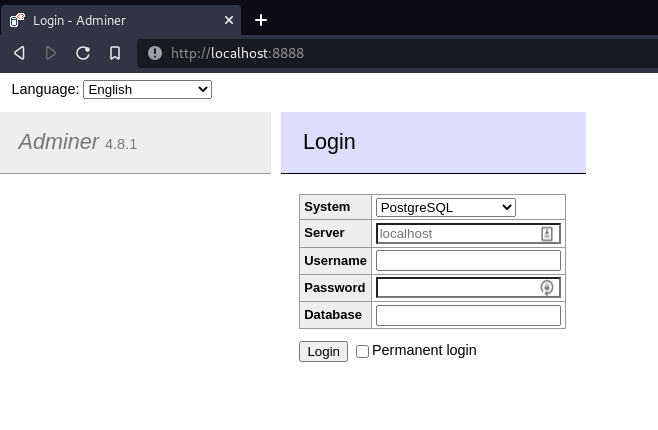 Login - Adminer
http://localhost:8888
Language: English
Adminer 4.8.1
Login
System PostgreSQL
Server localhost
Username
Password
Database
Login Permanent login